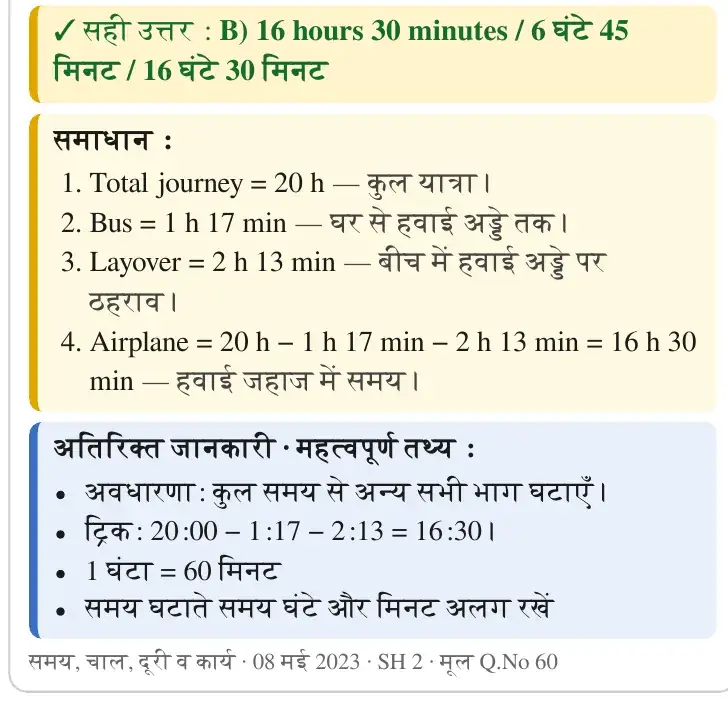 ✓ सही उत्तर : B) 16 hours 30 minutes / 6 घंटे 45
मिनट / 16 घंटे 30 मिनट
समाधान :
1. Total journey = 20 h — कुल यात्रा।
2. Bus = 1 h 17 min — घर से हवाई अड्डे तक।
3. Layover = 2 h 13 min — बीच में हवाई अड्डे पर
ठहराव।
4. Airplane = 20 h − 1 h 17 min − 2 h 13 min = 16 h 30
min — हवाई जहाज में समय।
अतिरिक्त जानकारी · महत्वपूर्ण तथ्य :
• अवधारणा : कुल समय से अन्य सभी भाग घटाएँ।
• ट्रिक : 20:00 − 1:17 − 2:13 = 16:30।
• 1 घंटा = 60 मिनट
• समय घटाते समय घंटे और मिनट अलग रखें
समय, चाल, दूरी व कार्य · 08 मई 2023 · SH 2 · मूल Q.No 60